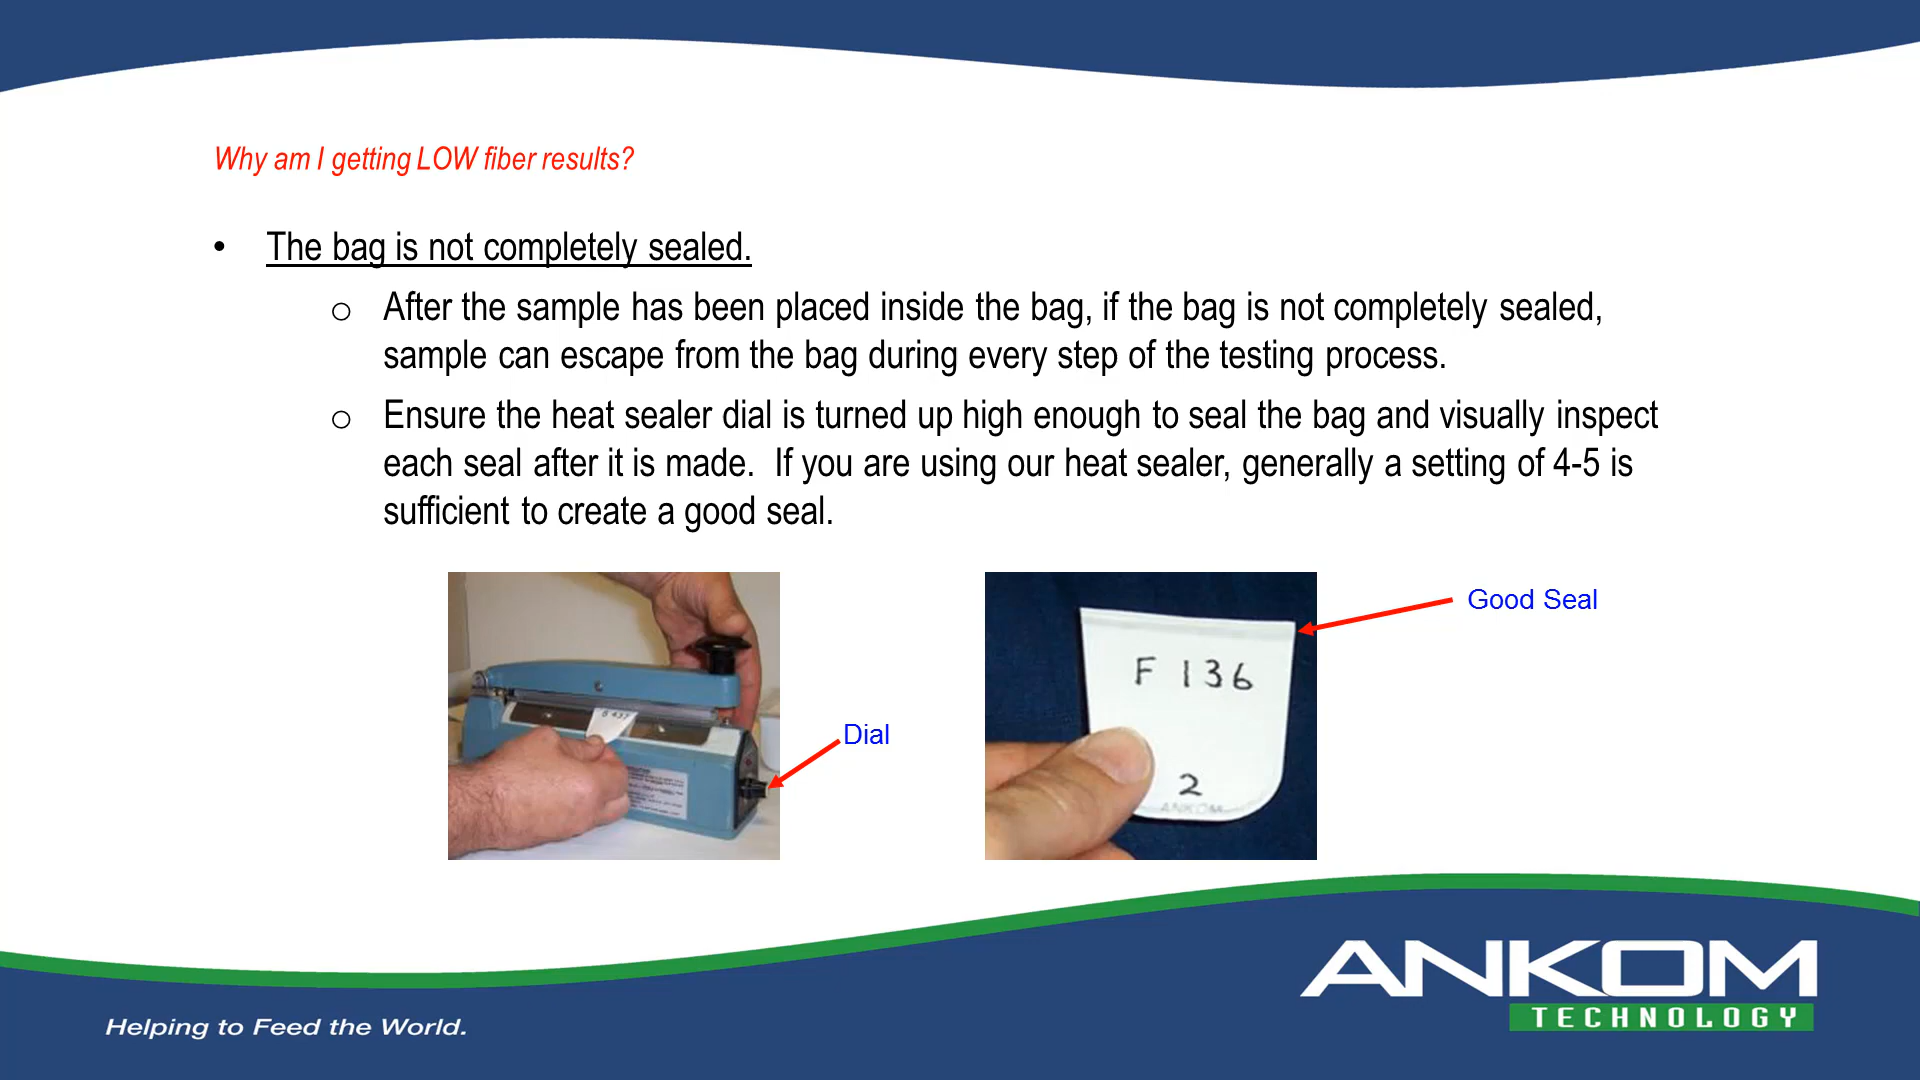 Why am I getting LOW fiber results?
• The bag is not completely sealed.
o After the sample has been placed inside the bag, if the bag is not completely sealed,
sample can escape from the bag during every step of the testing process.
o Ensure the heat sealer dial is turned up high enough to seal the bag and visually inspect
each seal after it is made. If you are using our heat sealer, generally a setting of 4-5 is
sufficient to create a good seal.
Good Seal
F 136
Dial
2
ANKOM
ANKOM
TECHNOLOGY
Helping to Feed the World.